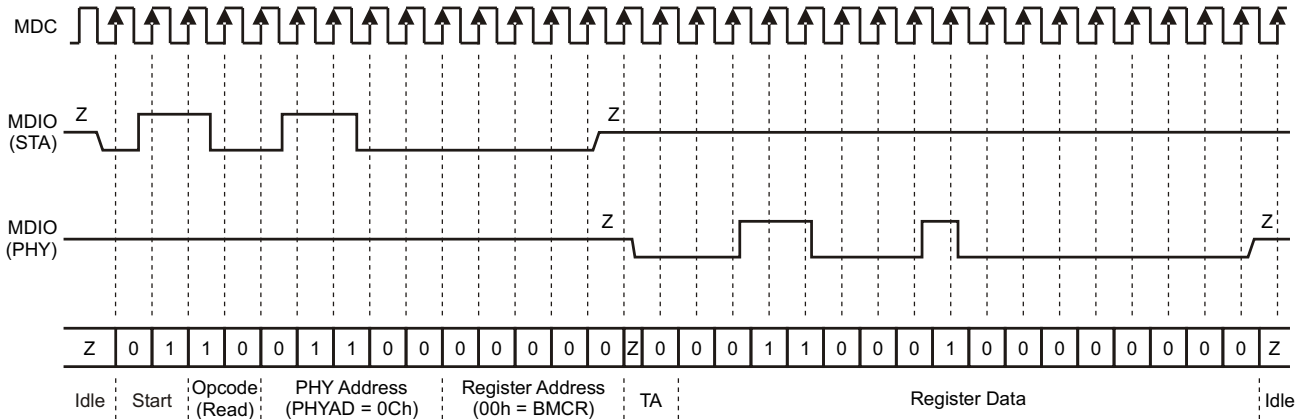 MDC
Z Z
MDIO
(STA)
Z Z
MDIO
(PHY)
Z 0 1 1 0 0 1 1 0 0 0 0 0 0 0 Z 0 0 0 1 1 0 0 0 1 0 0 0 0 0 0 0 0 Z
Idle Start Opcode (Read) PHY Address (PHYAD = 0Ch) Register Address (00h = BMCR) TA Register Data Idle